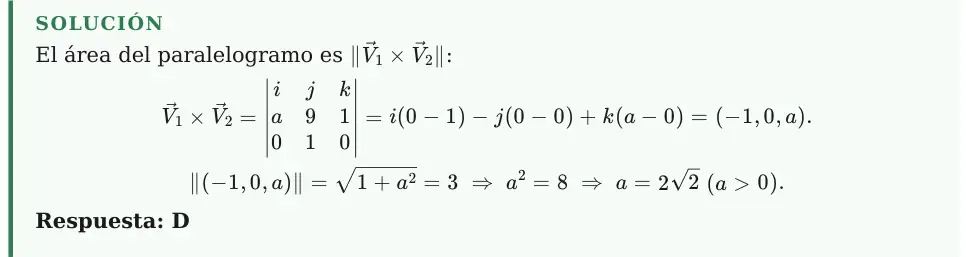 SOLUCIÓN
El área del paralelogramo es ‖V⃗₁ × V⃗₂‖:
V⃗₁ × V⃗₂ = |i j k; a 9 1; 0 1 0| = i(0 − 1) − j(0 − 0) + k(a − 0) = (−1, 0, a).
‖(−1, 0, a)‖ = √(1 + a²) = 3 ⇒ a² = 8 ⇒ a = 2√2 (a > 0).
Respuesta: D